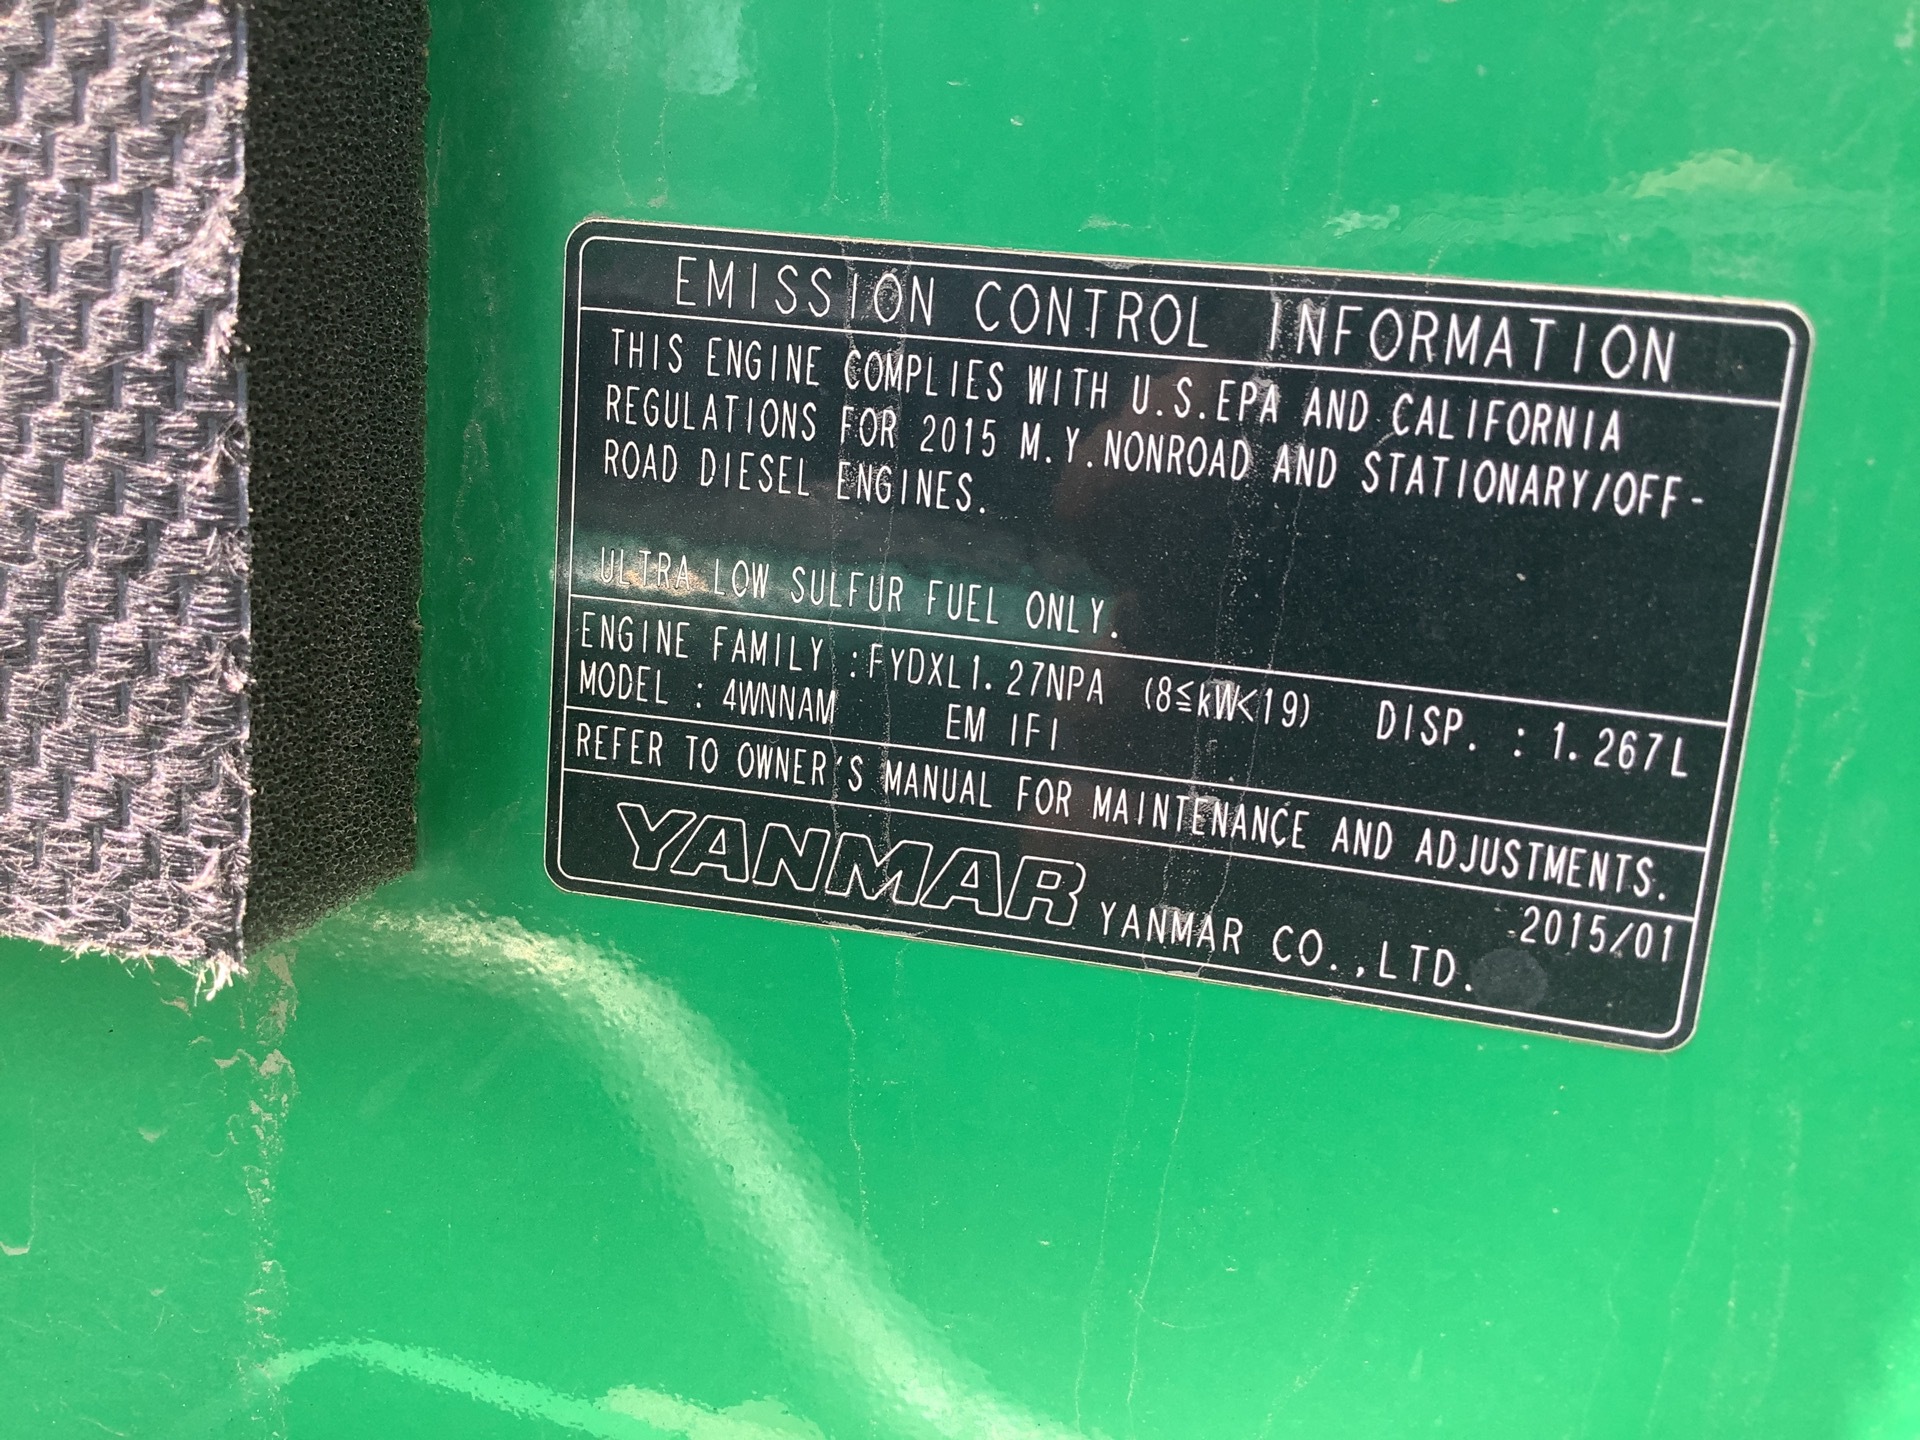 EMISSION CONTROL INFORMATION
THIS ENGINE COMPLIES WITH U.S.EPA AND CALIFORNIA
REGULATIONS FOR 2015 M.Y.NONROAD AND STATIONARY/OFF-
ROAD DIESEL ENGINES.
ULTRA LOW SULFUR FUEL ONLY.
ENGINE FAMILY :FYDXL1.27NPA (8≦kW<19) DISP. : 1.267L
MODEL : 4WNNAM EM IFI
REFER TO OWNER'S MANUAL FOR MAINTENANCE AND ADJUSTMENTS.
YANMAR YANMAR CO.,LTD. 2015/01